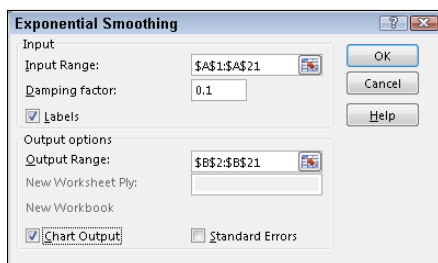 Exponential Smoothing
Input
Input Range: $A$1:$A$21
Damping factor: 0.1
Labels
OK
Cancel
Help
Output options
Output Range: $B$2:$B$21
New Worksheet Ply:
New Workbook
Chart Output Standard Errors